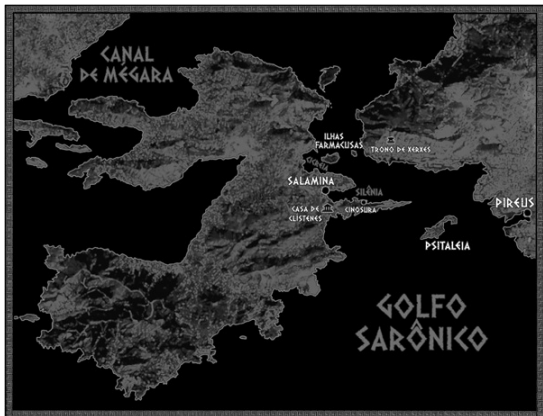 CANAL
DE MÉGARA
ILHAS
FARMACUSAS
TRONO DE XERXES
SALAMINA
SILÊNIA
CASA DE
CLÍSTENES
CINOSURA
PIREUS
PSITALEIA
GOLFO
SARÔNICO